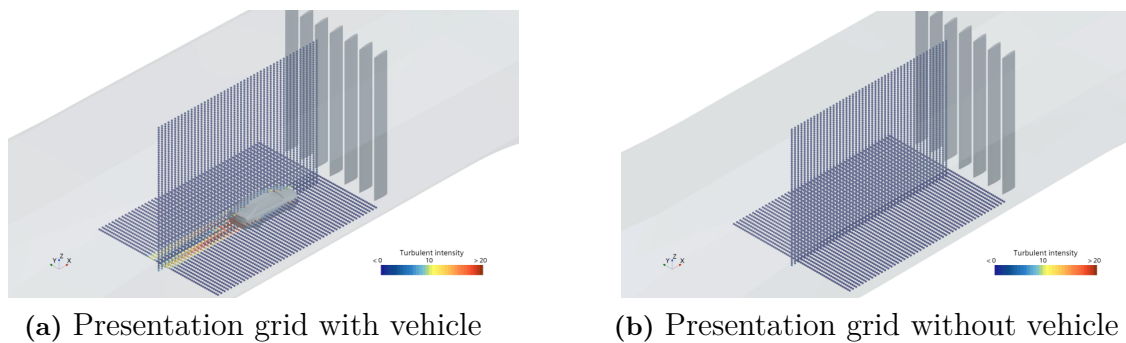 Z
Y X
Turbulent intensity
< 0 10 > 20
Z
Y X
Turbulent intensity
< 0 10 > 20
(a) Presentation grid with vehicle
(b) Presentation grid without vehicle